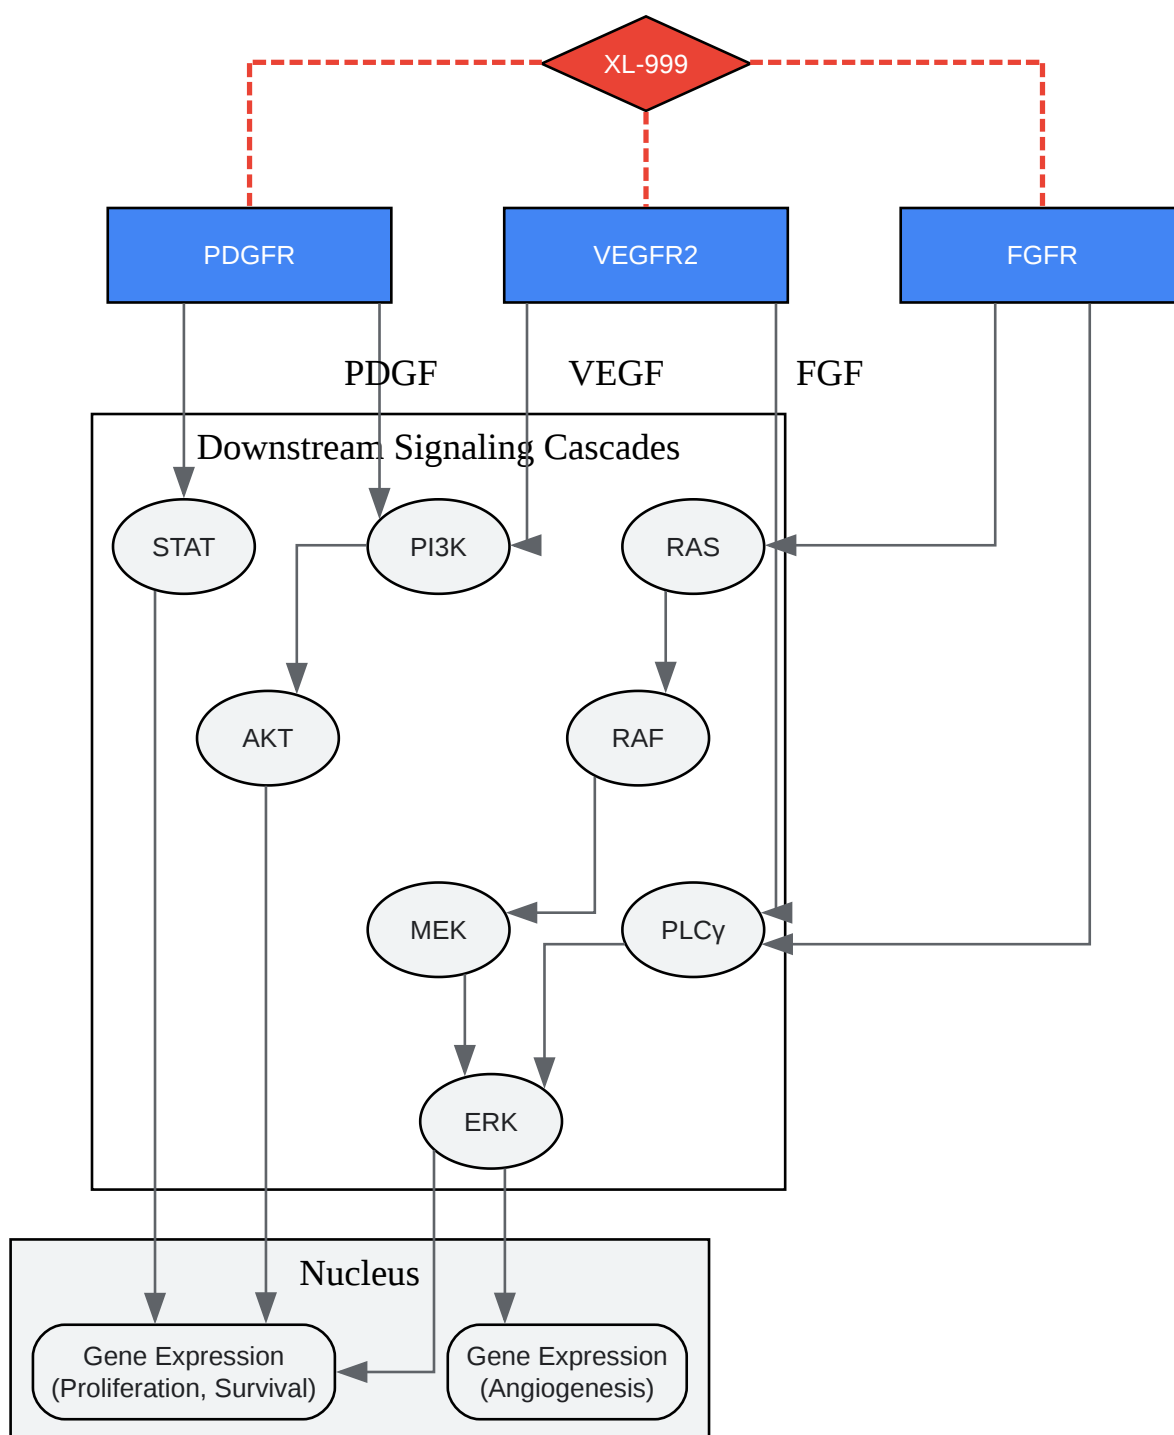 XL-999
PDGFR
VEGFR2
FGFR
PDGF
VEGF
FGF
Downstream Signaling Cascades
STAT
PI3K
RAS
AKT
RAF
MEK
PLCγ
ERK
Nucleus
Gene Expression
(Proliferation, Survival)
Gene Expression
(Angiogenesis)